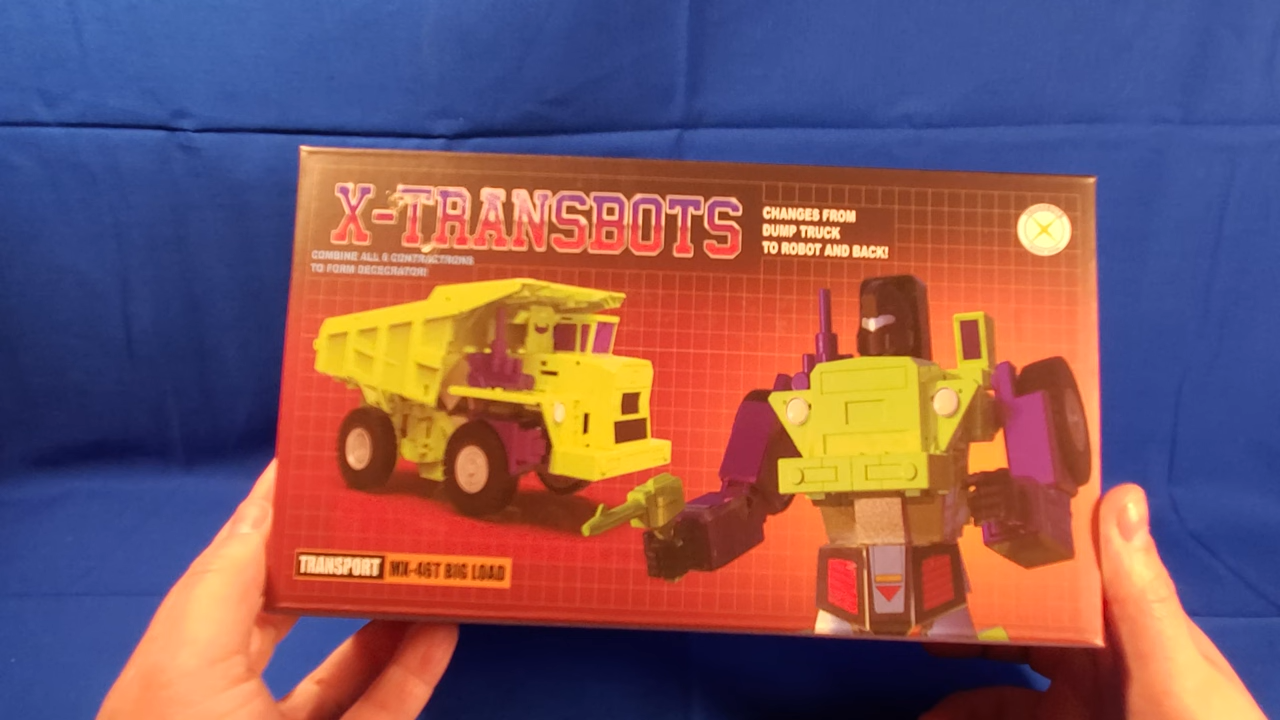 X-TRANSBOTS
CHANGES FROM
DUMP TRUCK
TO ROBOT AND BACK!
COMBINE ALL 6 CONTRACTIONS
TO FORM DECECRATOR!
TRANSPORT
MX-46T BIG LOAD